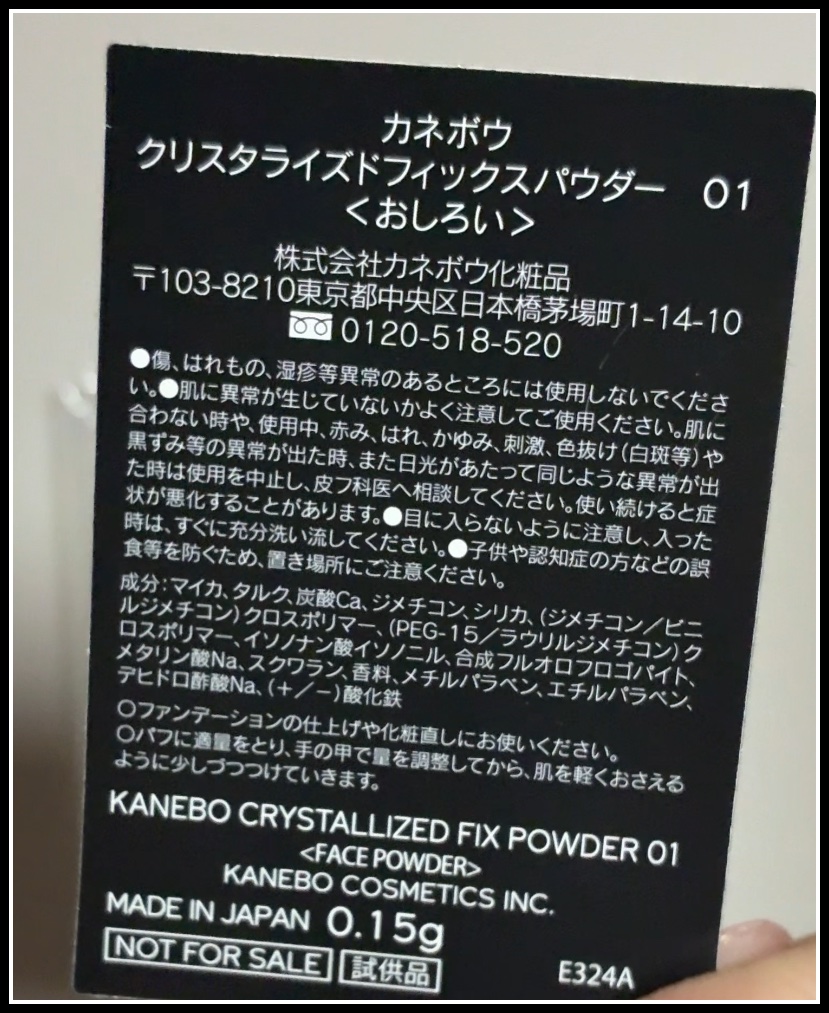 カネボウ
クリスタライズドフィックスパウダー 01
<おしろい>
株式会社カネボウ化粧品
〒103-8210東京都中央区日本橋茅場町1-14-10
0120-518-520
●傷、はれもの、湿疹等異常のあるところには使用しないでくださ
い。●肌に異常が生じていないかよく注意してご使用ください。肌に
合わない時や、使用中、赤み、はれ、かゆみ、刺激、色抜け(白斑等)や
黒ずみ等の異常が出た時、また日光があたって同じような異常が出
た時は使用を中止し、皮フ科医へ相談してください。使い続けると症
状が悪化することがあります。●目に入らないように注意し、入った
時は、すぐに充分洗い流してください。●子供や認知症の方などの誤
食等を防ぐため、置き場所にご注意ください。
成分:マイカ、タルク、炭酸Ca、ジメチコン、シリカ、(ジメチコン/ビニ
ルジメチコン)クロスポリマー、(PEG-15/ラウリルジメチコン)ク
ロスポリマー、イソノナン酸イソノニル、合成フルオロフロゴパイト、
メタリン酸Na、スクワラン、香料、メチルパラベン、エチルパラベン、
デヒドロ酢酸Na、(+/-)酸化鉄
○ファンデーションの仕上げや化粧直しにお使いください。
○パフに適量をとり、手の甲で量を調整してから、肌を軽くおさえる
ように少しづつつけていきます。
KANEBO CRYSTALLIZED FIX POWDER 01
<FACE POWDER>
KANEBO COSMETICS INC.
MADE IN JAPAN 0.15g
NOT FOR SALE 試供品 E324A